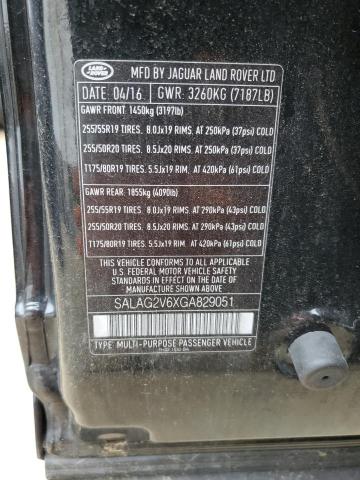 LAND ROVER
MFD BY JAGUAR LAND ROVER LTD
DATE: 04/16. GWR: 3260KG (7187LB)
GAWR FRONT: 1450kg (3197lb)
255/55R19 TIRES. 8.0Jx19 RIMS. AT 250kPa (37psi) COLD
255/50R20 TIRES. 8.5Jx20 RIMS. AT 250kPa (37psi) COLD
T175/80R19 TIRES. 5.5Jx19 RIM. AT 420kPa (61psi) COLD
GAWR REAR: 1855kg (4090lb)
255/55R19 TIRES. 8.0Jx19 RIMS. AT 290kPa (43psi) COLD
255/50R20 TIRES. 8.5Jx20 RIMS. AT 290kPa (43psi) COLD
T175/80R19 TIRES. 5.5Jx19 RIM. AT 420kPa (61psi) COLD
THIS VEHICLE CONFORMS TO ALL APPLICABLE
U.S. FEDERAL MOTOR VEHICLE SAFETY
STANDARDS IN EFFECT ON THE DATE OF
MANUFACTURE SHOWN ABOVE.
SALAG2V6XGA829051
TYPE: MULTI-PURPOSE PASSENGER VEHICLE